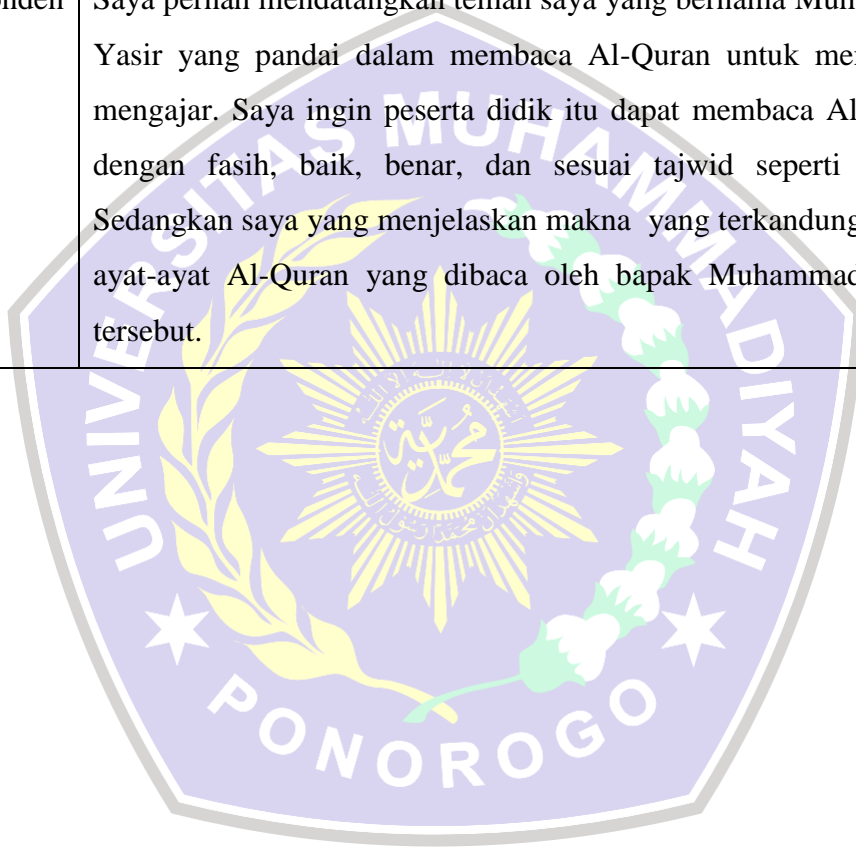 Saya pernah mendatangkan teman saya yang bernama
Yasir yang pandai dalam membaca Al-Quran untuk
mengajar. Saya ingin peserta didik itu dapat membaca
dengan fasih, baik, benar, dan sesuai tajwid seperti
Sedangkan saya yang menjelaskan makna yang terkandung
ayat-ayat Al-Quran yang dibaca oleh bapak Muhammad
tersebut.
UNIVERSITAS MUHAMMADIYAH
محمدية
PONOROGO